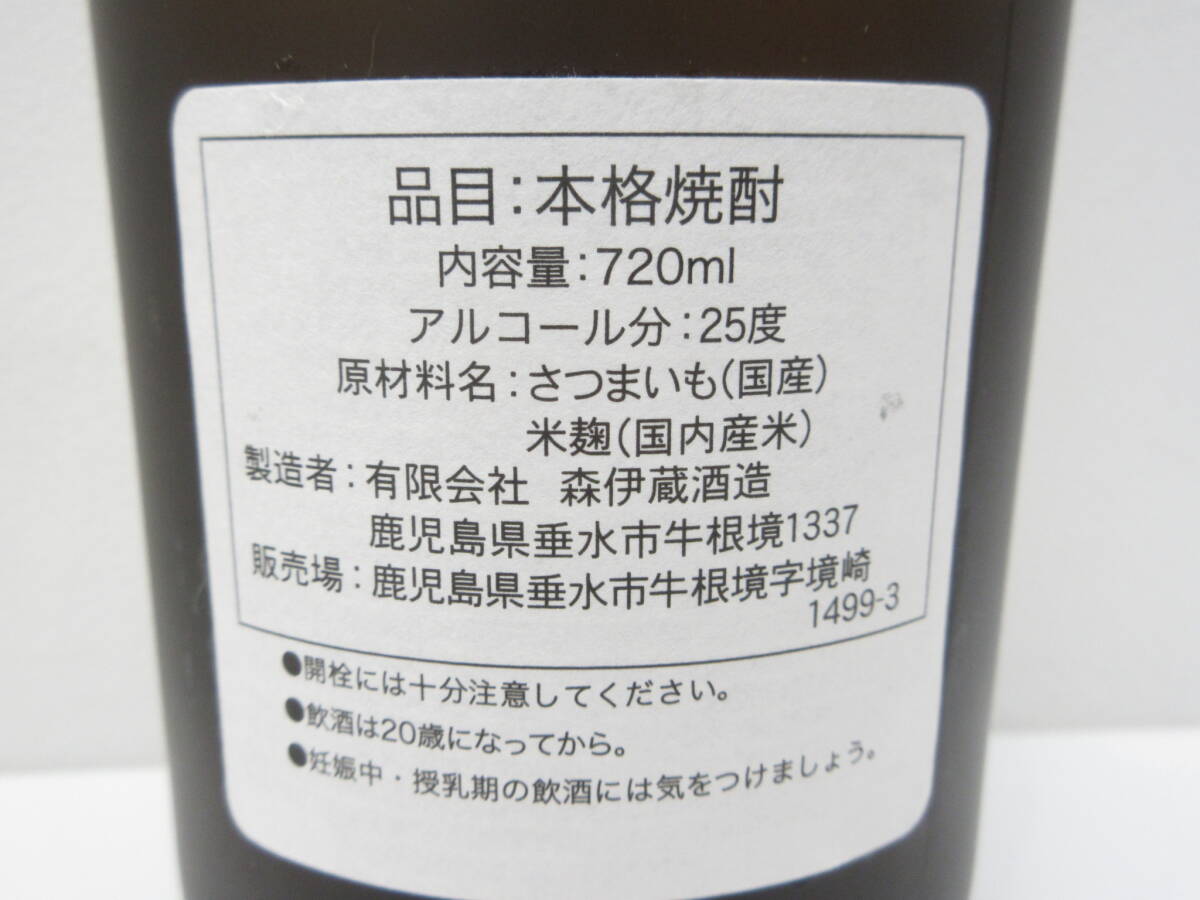 品目：本格焼酎
内容量：720ml
アルコール分：25度
原材料名：さつまいも(国産)
米麹(国内産米)
製造者：有限会社 森伊蔵酒造
鹿児島県垂水市牛根境1337
販売場：鹿児島県垂水市牛根境字境崎
1499-3
●開栓には十分注意してください。
●飲酒は20歳になってから。
●妊娠中・授乳期の飲酒には気をつけましょう。